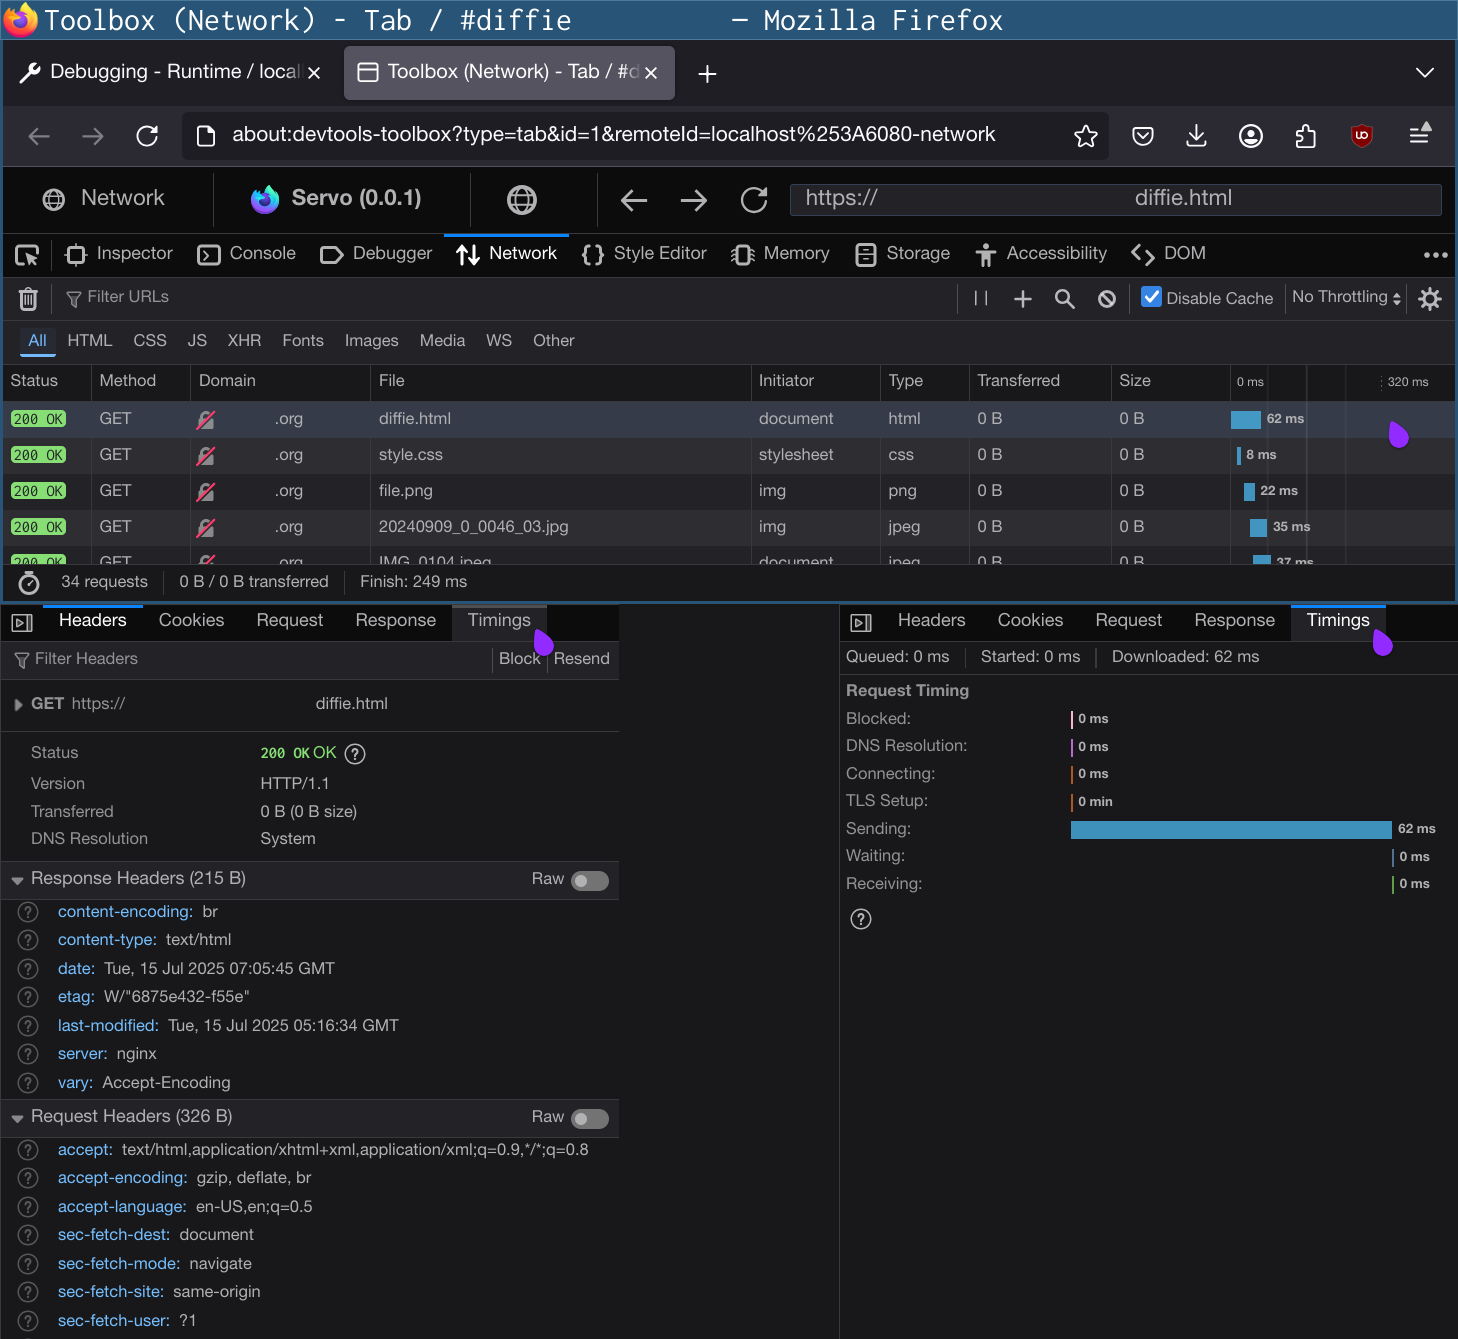 Toolbox (Network) - Tab / #diffie — Mozilla Firefox
Debugging - Runtime / local
Toolbox (Network) - Tab / #d
about:devtools-toolbox?type=tab&id=1&remoteId=localhost%253A6080-network
Network Servo (0.0.1) https:// diffie.html
Inspector Console Debugger Network Style Editor Memory Storage Accessibility DOM
Filter URLs Disable Cache No Throttling
All HTML CSS JS XHR Fonts Images Media WS Other
Status Method Domain File Initiator Type Transferred Size 0 ms 320 ms
200 OK GET .org diffie.html document html 0 B 0 B 62 ms
200 OK GET .org style.css stylesheet css 0 B 0 B 8 ms
200 OK GET .org file.png img png 0 B 0 B 22 ms
200 OK GET .org 20240909_0_0046_03.jpg img jpeg 0 B 0 B 35 ms
200 OK GET .org IMG_0104.jpeg document jpeg 0 B 0 B 37 ms
34 requests 0 B / 0 B transferred Finish: 249 ms
Headers Cookies Request Response Timings
Filter Headers Block Resend
GET https:// diffie.html
Status 200 OK OK
Version HTTP/1.1
Transferred 0 B (0 B size)
DNS Resolution System
Response Headers (215 B) Raw
content-encoding: br
content-type: text/html
date: Tue, 15 Jul 2025 07:05:45 GMT
etag: W/"6875e432-f55e"
last-modified: Tue, 15 Jul 2025 05:16:34 GMT
server: nginx
vary: Accept-Encoding
Request Headers (326 B) Raw
accept: text/html,application/xhtml+xml,application/xml;q=0.9,*/*;q=0.8
accept-encoding: gzip, deflate, br
accept-language: en-US,en;q=0.5
sec-fetch-dest: document
sec-fetch-mode: navigate
sec-fetch-site: same-origin
sec-fetch-user: ?1
Headers Cookies Request Response Timings
Queued: 0 ms Started: 0 ms Downloaded: 62 ms
Request Timing
Blocked: 0 ms
DNS Resolution: 0 ms
Connecting: 0 ms
TLS Setup: 0 min
Sending: 62 ms
Waiting: 0 ms
Receiving: 0 ms